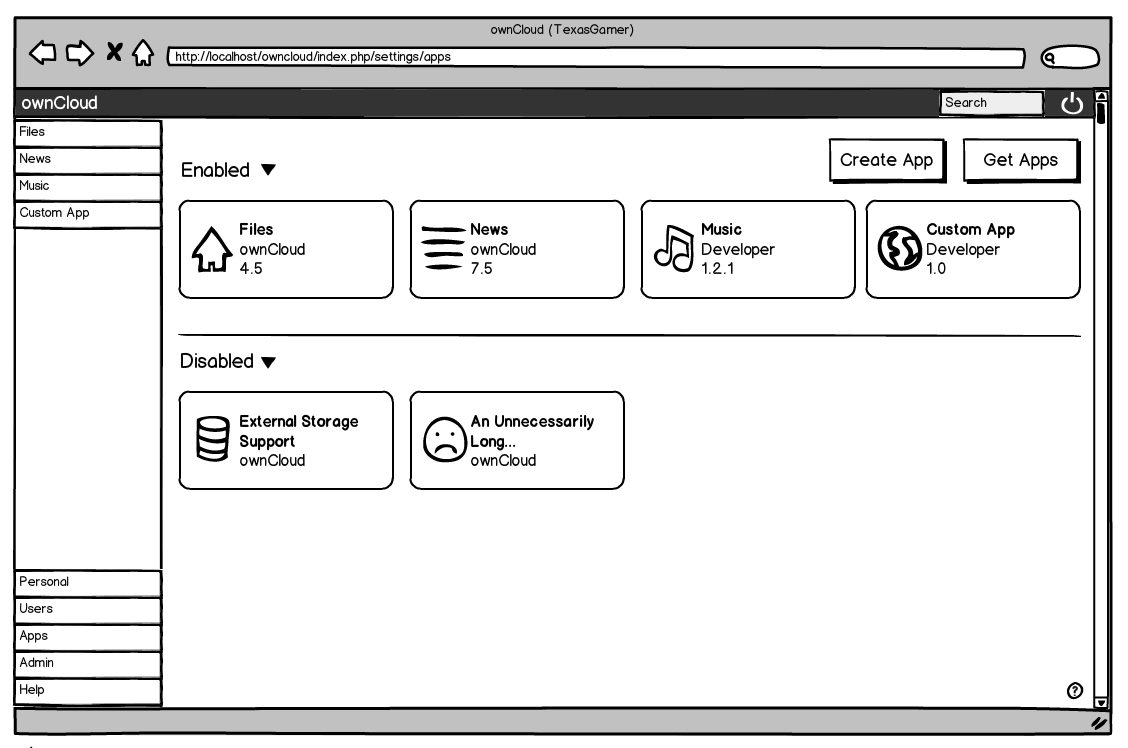 ownCloud (TexasGamer)
http://localhost/owncloud/index.php/settings/apps
ownCloud
Search
Files
News
Music
Custom App
Enabled
Create App
Get Apps
Files
ownCloud
4.5
News
ownCloud
7.5
Music
Developer
1.2.1
Custom App
Developer
1.0
Disabled
External Storage
Support
ownCloud
An Unnecessarily
Long...
ownCloud
Personal
Users
Apps
Admin
Help
?